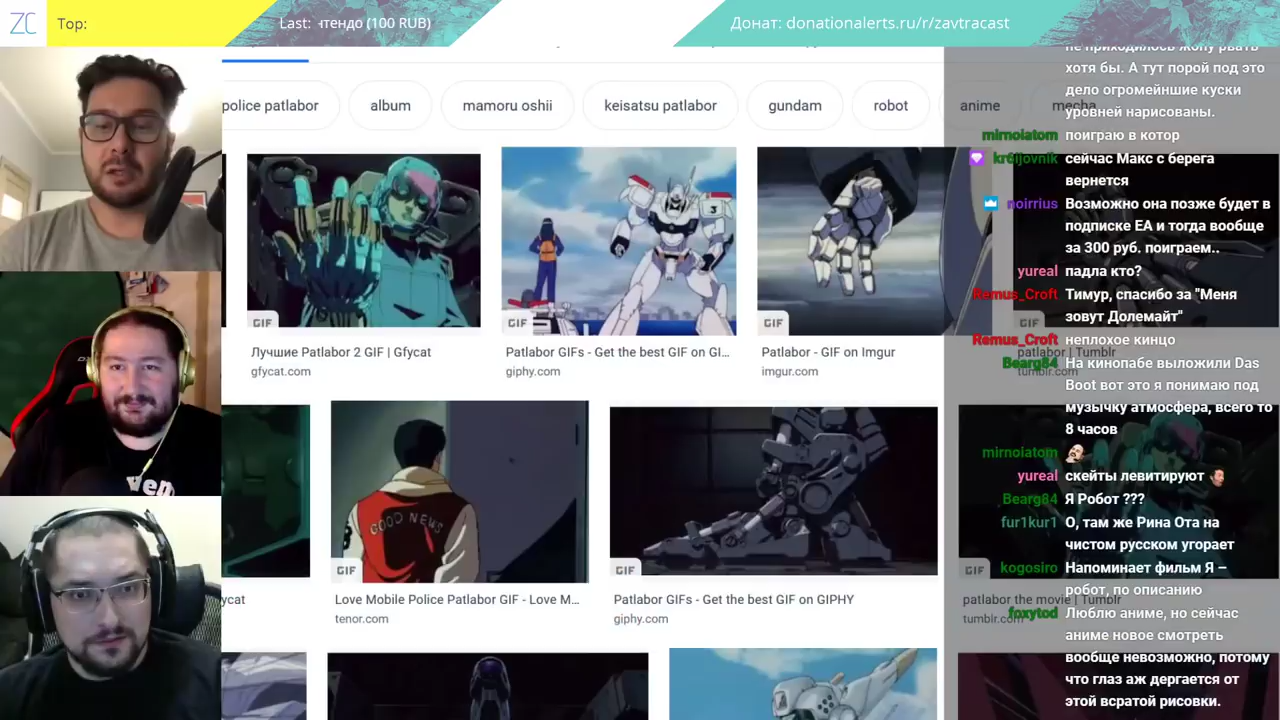 ZC
Top:
Last: нтендо (100 RUB)
Донат: donationalerts.ru/r/zavtracast
police patlabor
album
mamoru oshii
keisatsu patlabor
gundam
robot
anime
mecha
GIF
GIF
GIF
GIF
Лучшие Patlabor 2 GIF | Gfycat
gfycat.com
Patlabor GIFs - Get the best GIF on GI...
giphy.com
Patlabor - GIF on Imgur
imgur.com
patlabor | Tumblr
tumblr.com
GOOD NEWS
3
GIF
GIF
GIF
ycat
Love Mobile Police Patlabor GIF - Love M...
tenor.com
Patlabor GIFs - Get the best GIF on GIPHY
giphy.com
patlabor the movie | Tumblr
tumblr.com
не приходилось жопу рвать
хотя бы. А тут порой под это
дело огромейшие куски
уровней нарисованы.
mirnoiatom поиграю в котор
kr6ijovnik сейчас Макс с берега
вернется
noirrius Возможно она позже будет в
подписке EA и тогда вообще
за 300 руб. поиграем..
yureal падла кто?
Remus_Croft Тимур, спасибо за "Меня
зовут Долемайт"
Remus_Croft неплохое кинцо
Bearg84 На кинопабе выложили Das
Boot вот это я понимаю под
музычку атмосфера, всего то
8 часов
mirnoiatom
yureal скейты левитируют
Bearg84 Я Робот ???
fur1kur1 О, там же Рина Ота на
чистом русском угорает
kogosiro Напоминает фильм Я –
робот, по описанию
foxytod Люблю аниме, но сейчас
аниме новое смотреть
вообще невозможно, потому
что глаз аж дергается от
этой всратой рисовки.